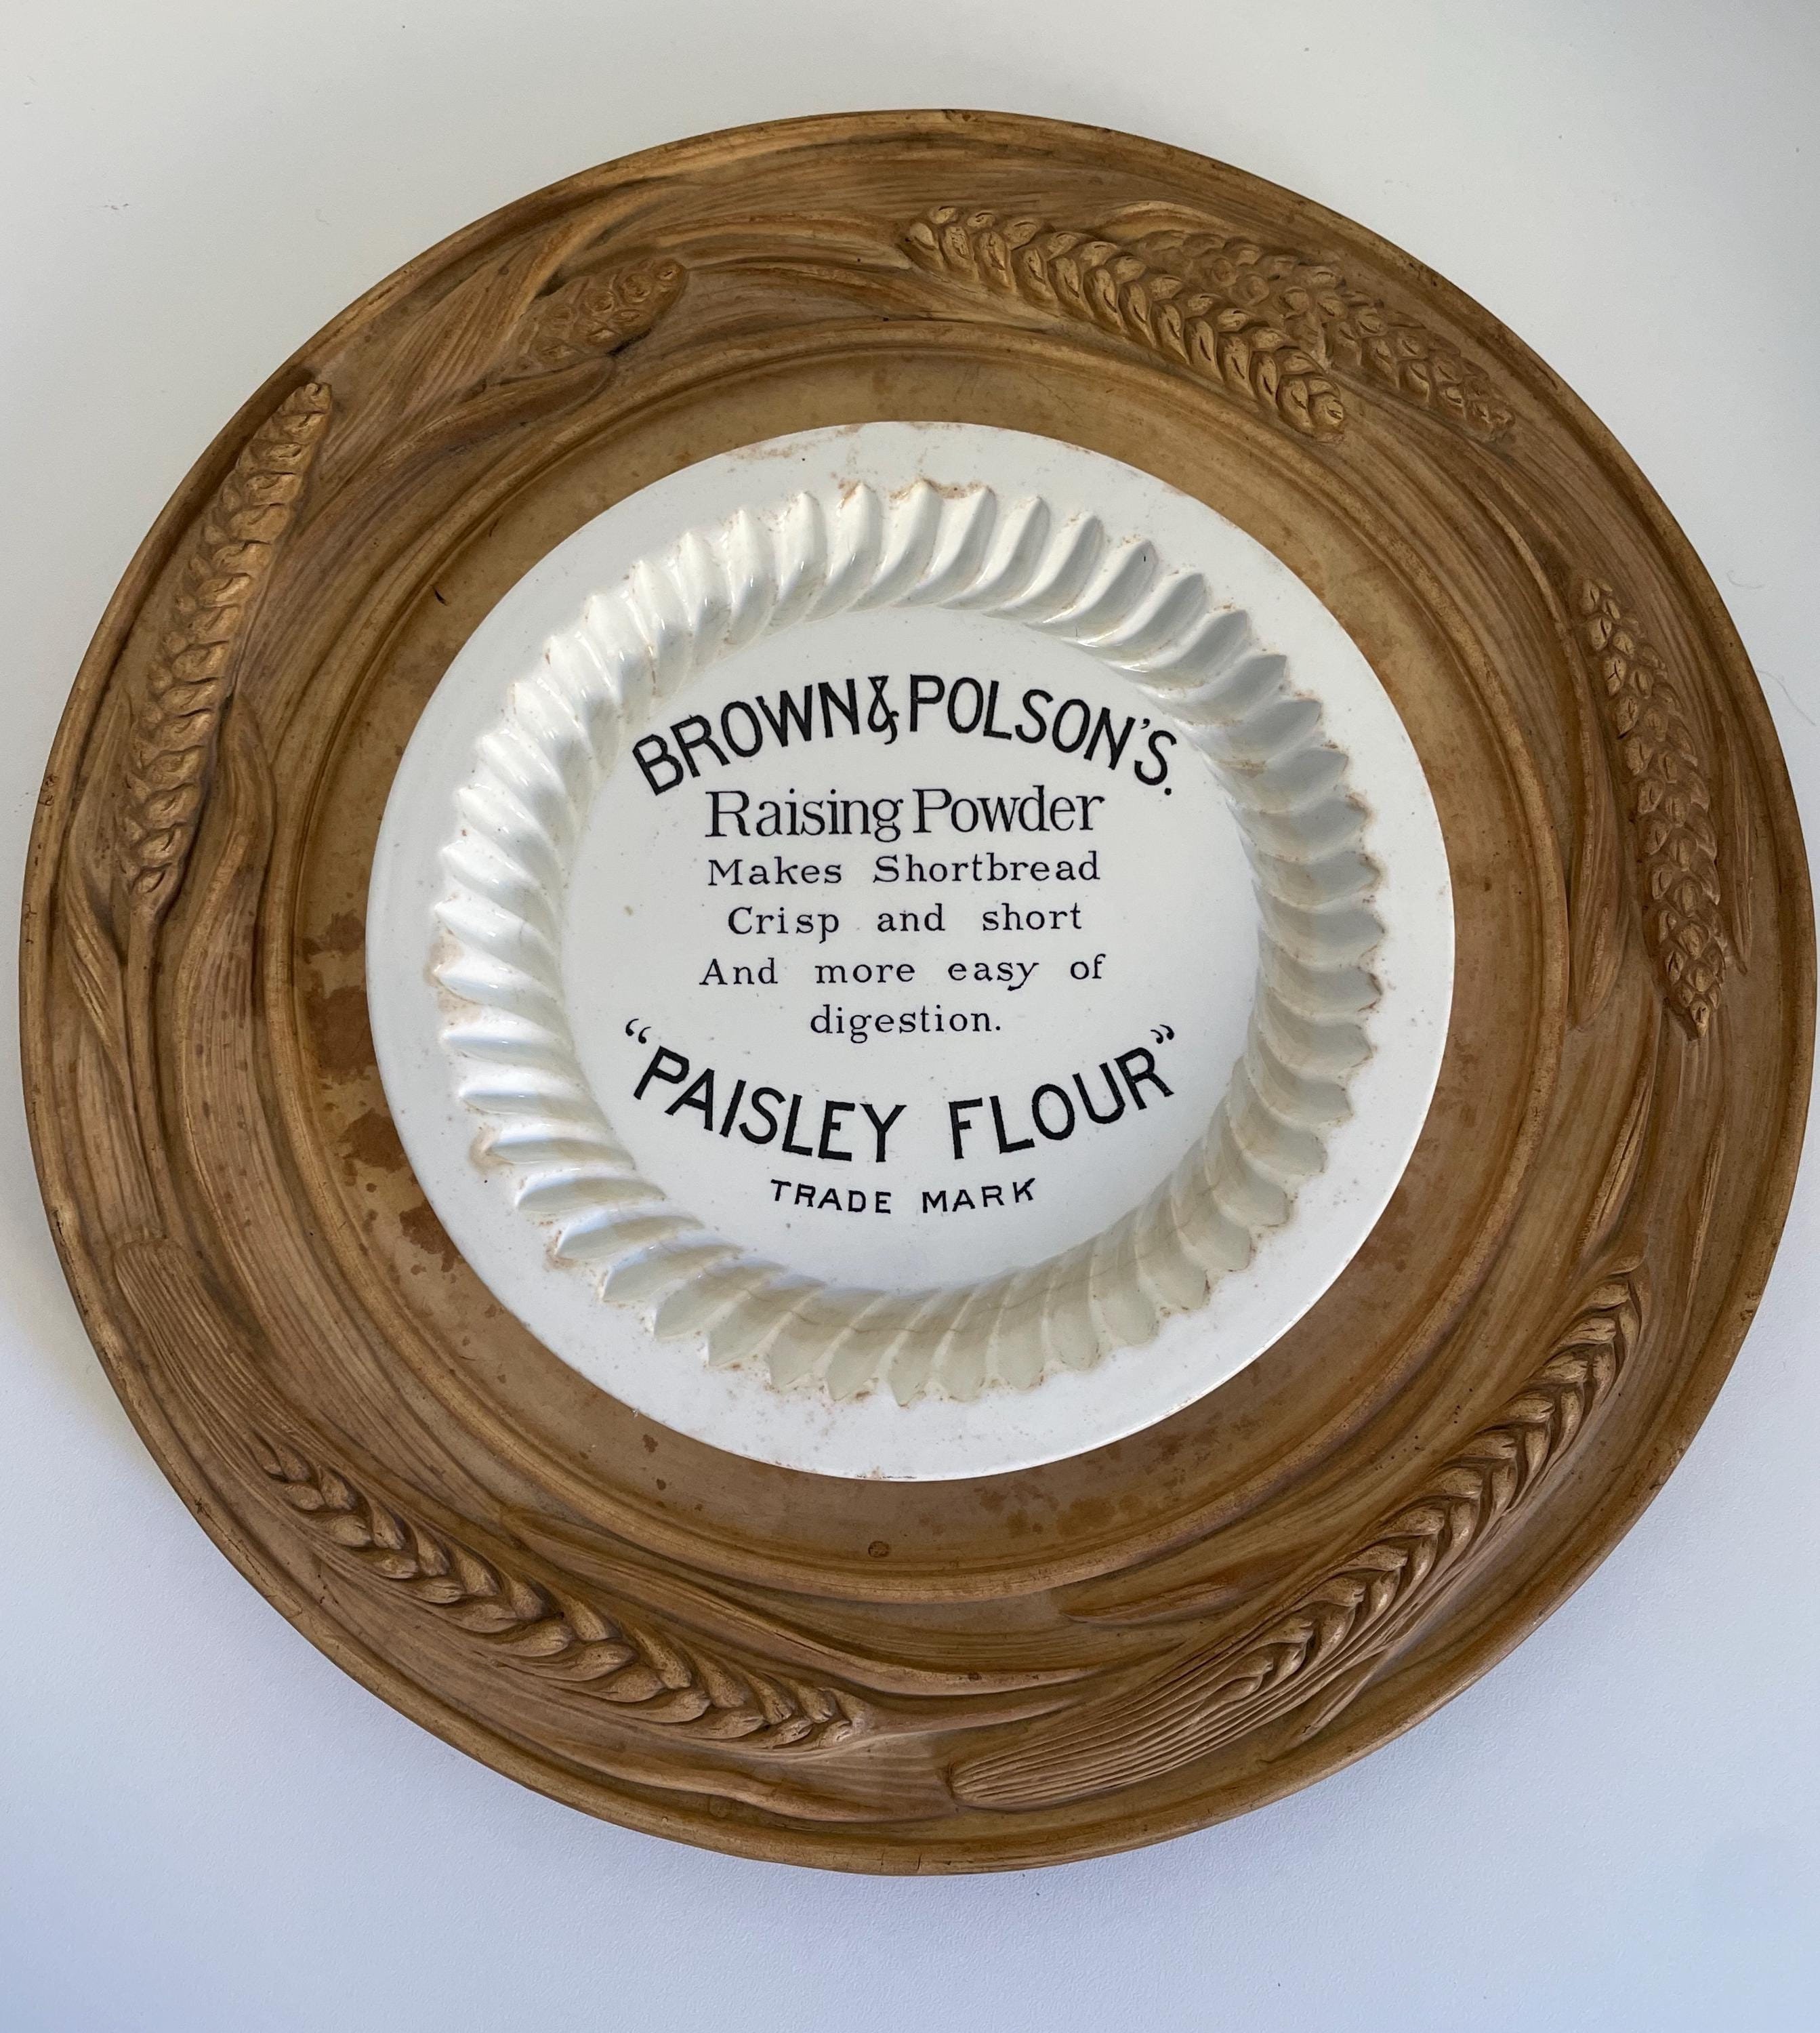 BROWN & POLSON'S.
Raising Powder
Makes Shortbread
Crisp and short
And more easy of
digestion.
“PAISLEY FLOUR”
TRADE MARK